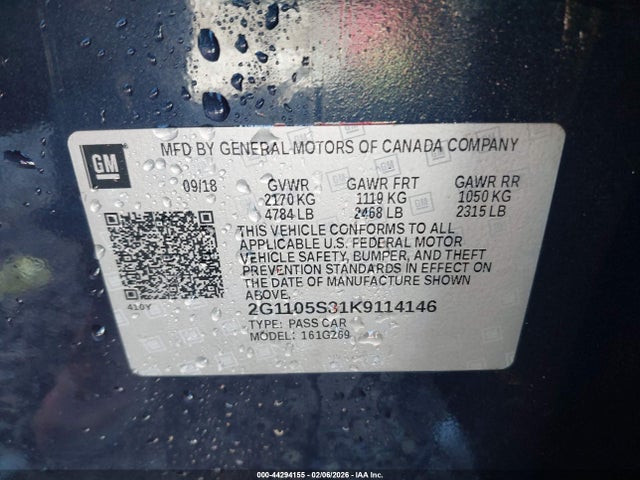 GM
MFD BY GENERAL MOTORS OF CANADA COMPANY
09/18 GVWR GAWR FRT GAWR RR
2170 KG 1119 KG 1050 KG
4784 LB 2468 LB 2315 LB
THIS VEHICLE CONFORMS TO ALL
APPLICABLE U.S. FEDERAL MOTOR
VEHICLE SAFETY, BUMPER, AND THEFT
PREVENTION STANDARDS IN EFFECT ON
THE DATE OF MANUFACTURE SHOWN
ABOVE.
410Y
2G1105S31K9114146
TYPE: PASS CAR
MODEL: 161G269
000-44294155 - 02/06/2026 - IAA Inc.